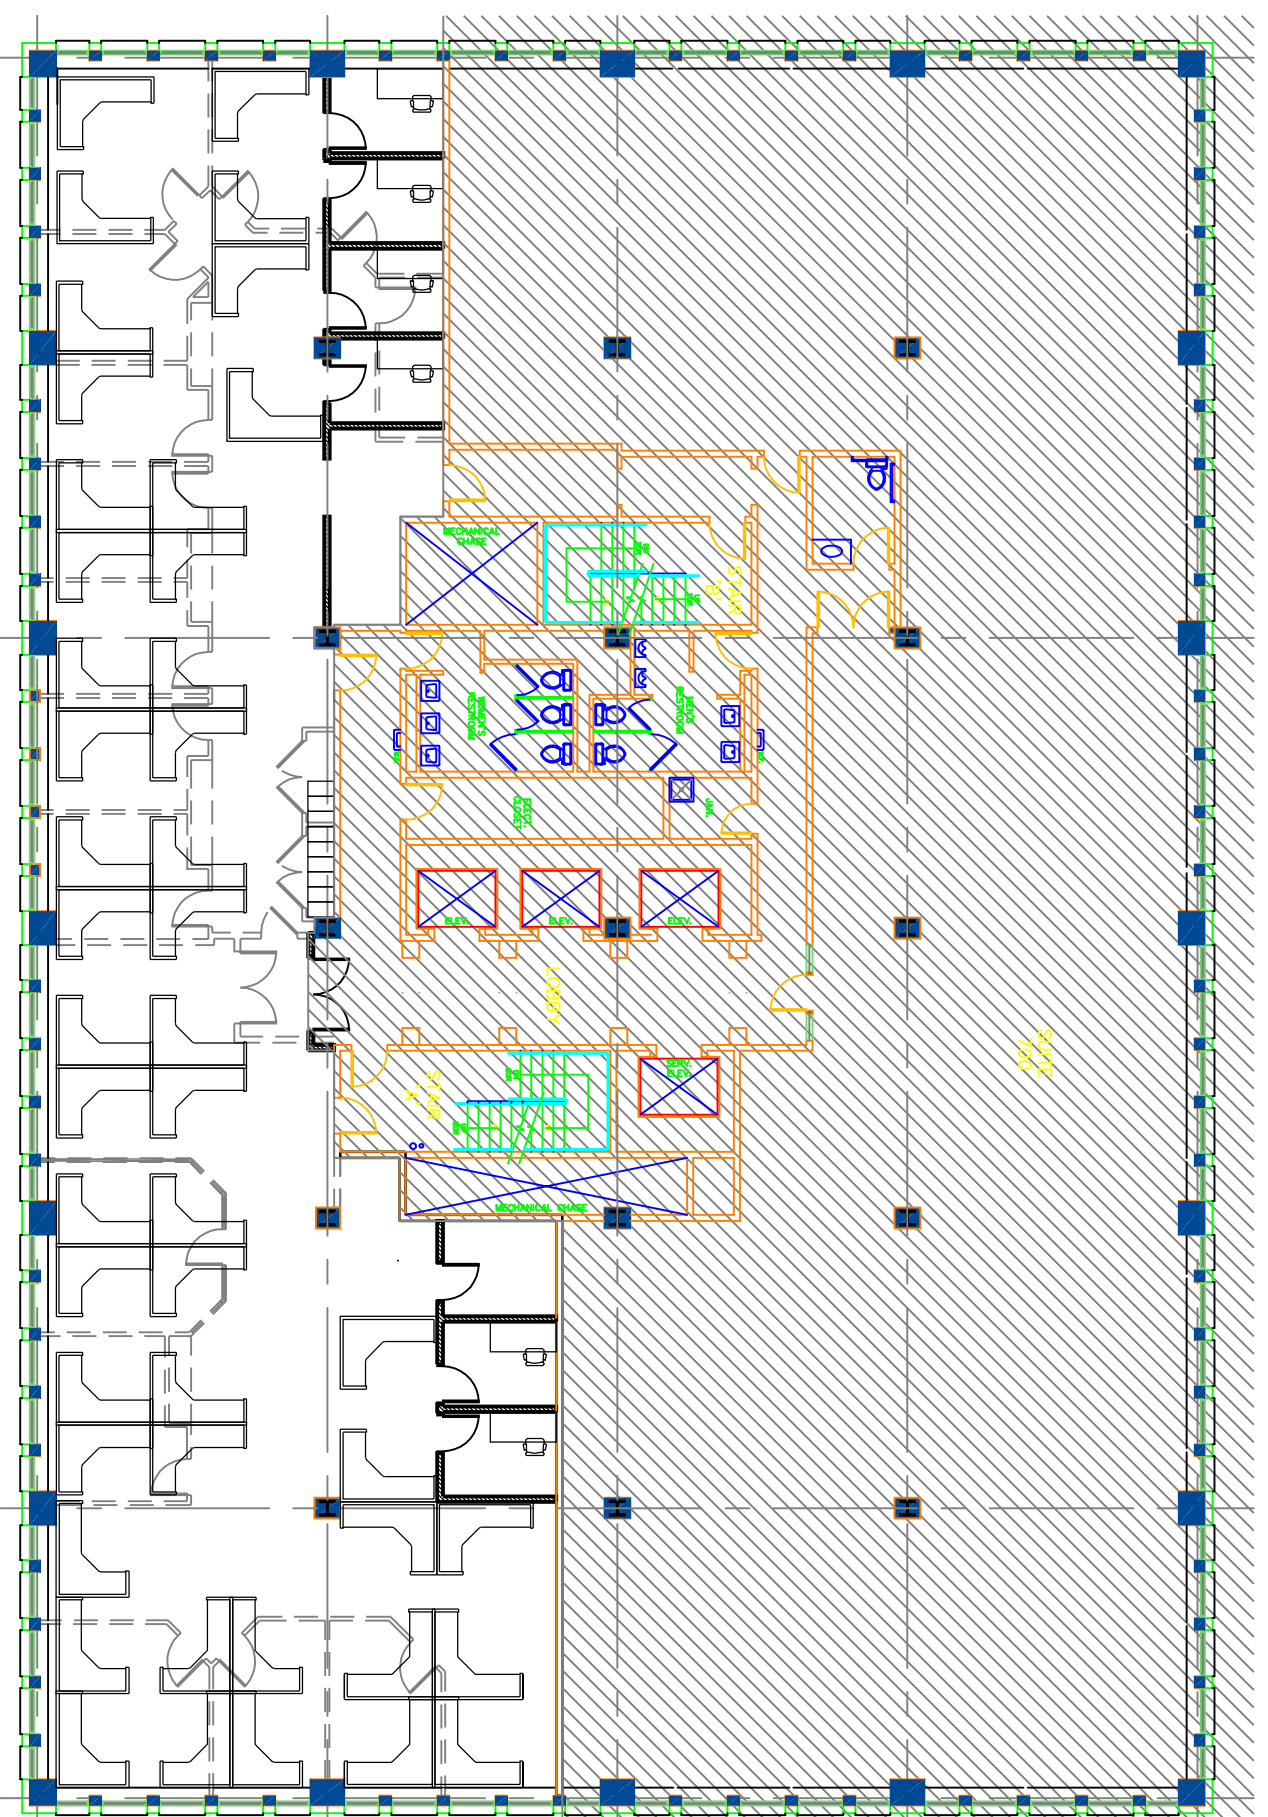 MECHANICAL
CHASE
STAIR
'B'
WOMEN'S
RESTROOM
MEN'S
RESTROOM
ELECT.
CLOSET
JAN.
ELEV.
ELEV.
ELEV.
LOBBY
SUITE
700
SERV.
ELEV.
STAIR
'A'
MECHANICAL CHASE